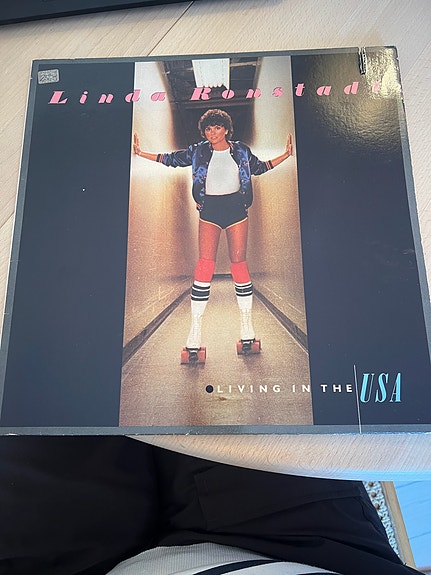 Linda Ronstadt
LIVING IN THE USA